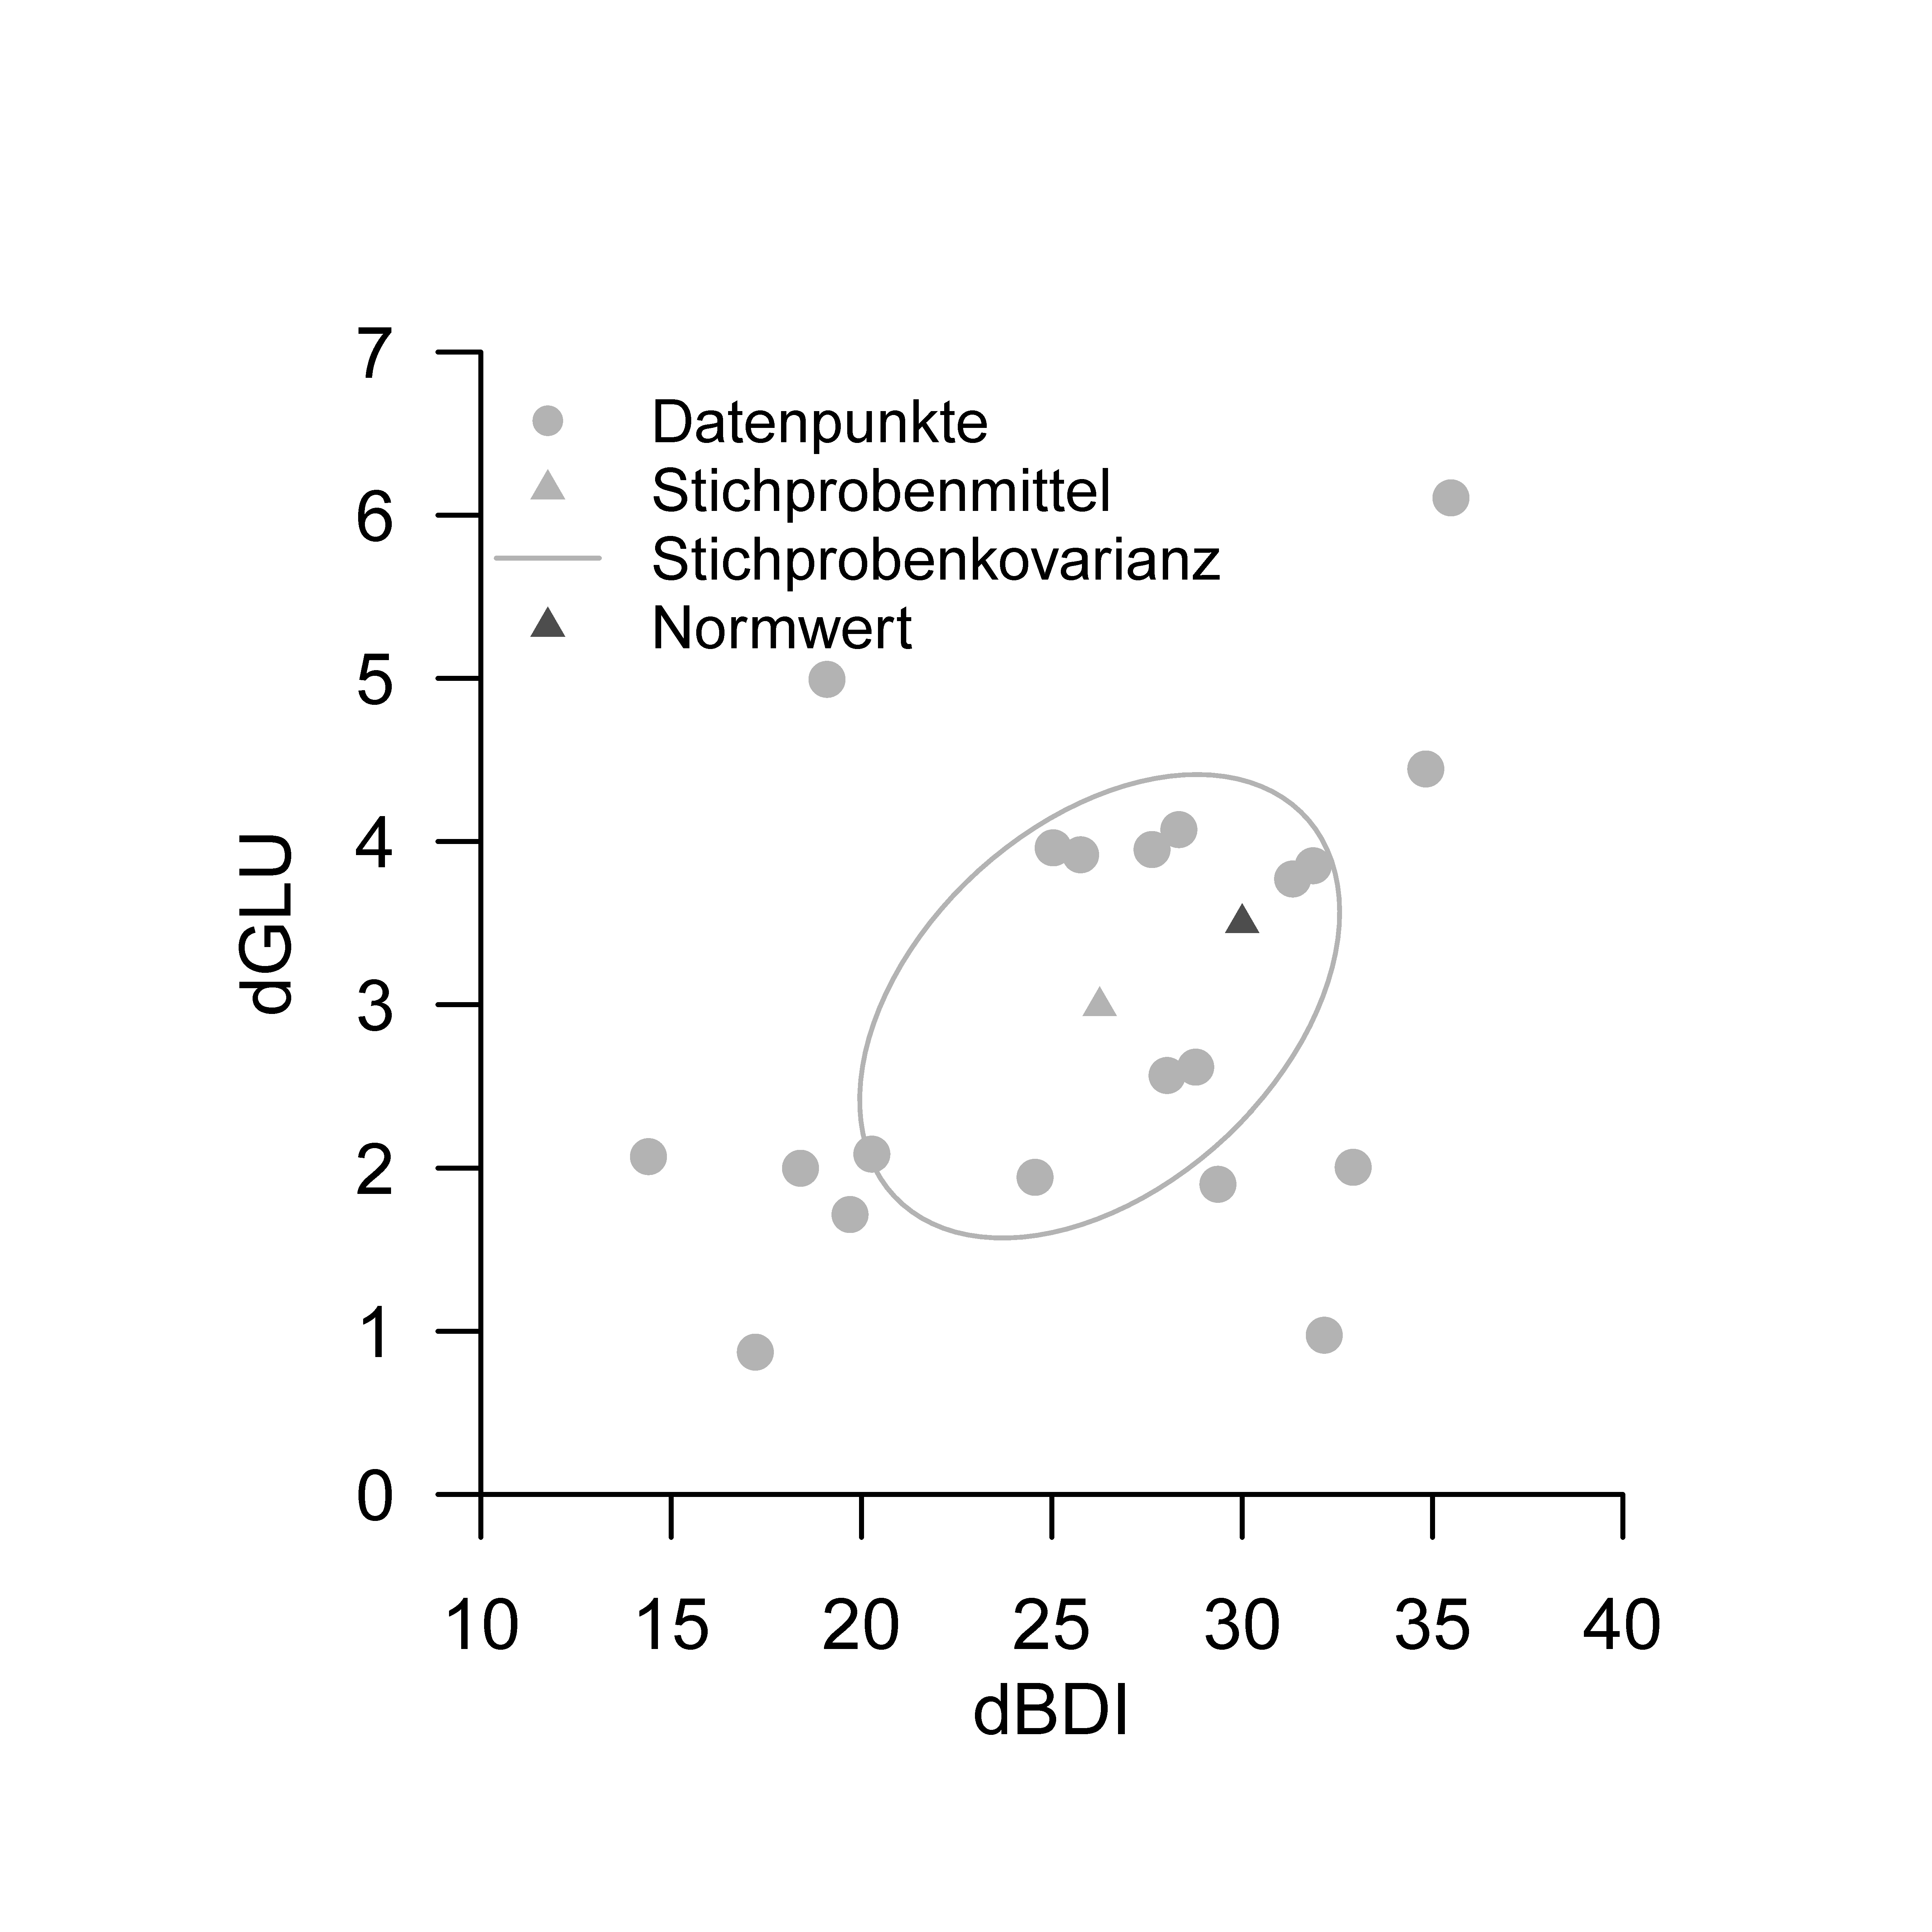 7
6
5
4
3
2
1
0
dGLU
Datenpunkte
Stichprobenmittel
Stichprobenkovarianz
Normwert
10 15 20 25 30 35 40
dBDI